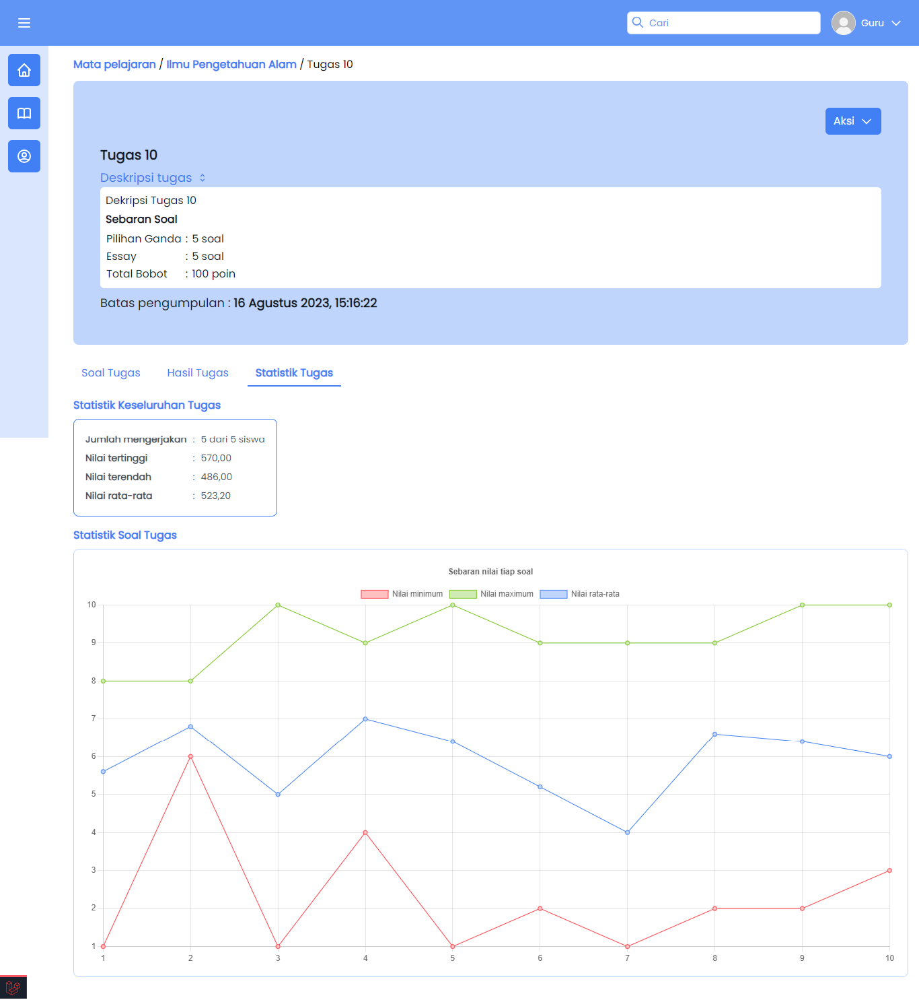 Cari
Guru
Mata pelajaran / Ilmu Pengetahuan Alam / Tugas 10
Aksi
Tugas 10
Deskripsi tugas
Dekripsi Tugas 10
Sebaran Soal
Pilihan Ganda : 5 soal
Essay : 5 soal
Total Bobot : 100 poin
Batas pengumpulan : 16 Agustus 2023, 15:16:22
Soal Tugas Hasil Tugas Statistik Tugas
Statistik Keseluruhan Tugas
Jumlah mengerjakan : 5 dari 5 siswa
Nilai tertinggi : 570,00
Nilai terendah : 486,00
Nilai rata-rata : 523,20
Statistik Soal Tugas
Sebaran nilai tiap soal
Nilai minimum Nilai maximum Nilai rata-rata
10
9
8
7
6
5
4
3
2
1
1 2 3 4 5 6 7 8 9 10